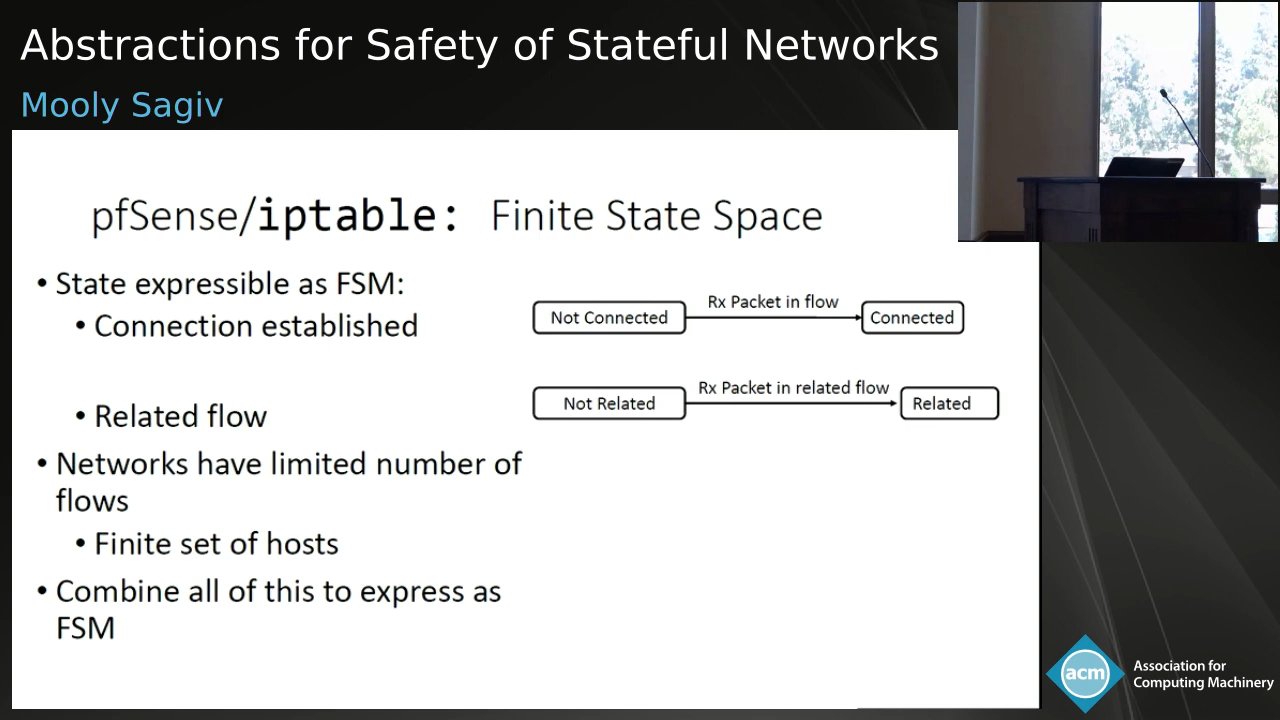 Abstractions for Safety of Stateful Networks
Mooly Sagiv
pfSense/iptable: Finite State Space
• State expressible as FSM:
• Connection established
Not Connected
Rx Packet in flow
Connected
Not Related
Rx Packet in related flow
Related
• Related flow
• Networks have limited number of
flows
• Finite set of hosts
• Combine all of this to express as
FSM
acm
Association for
Computing Machinery